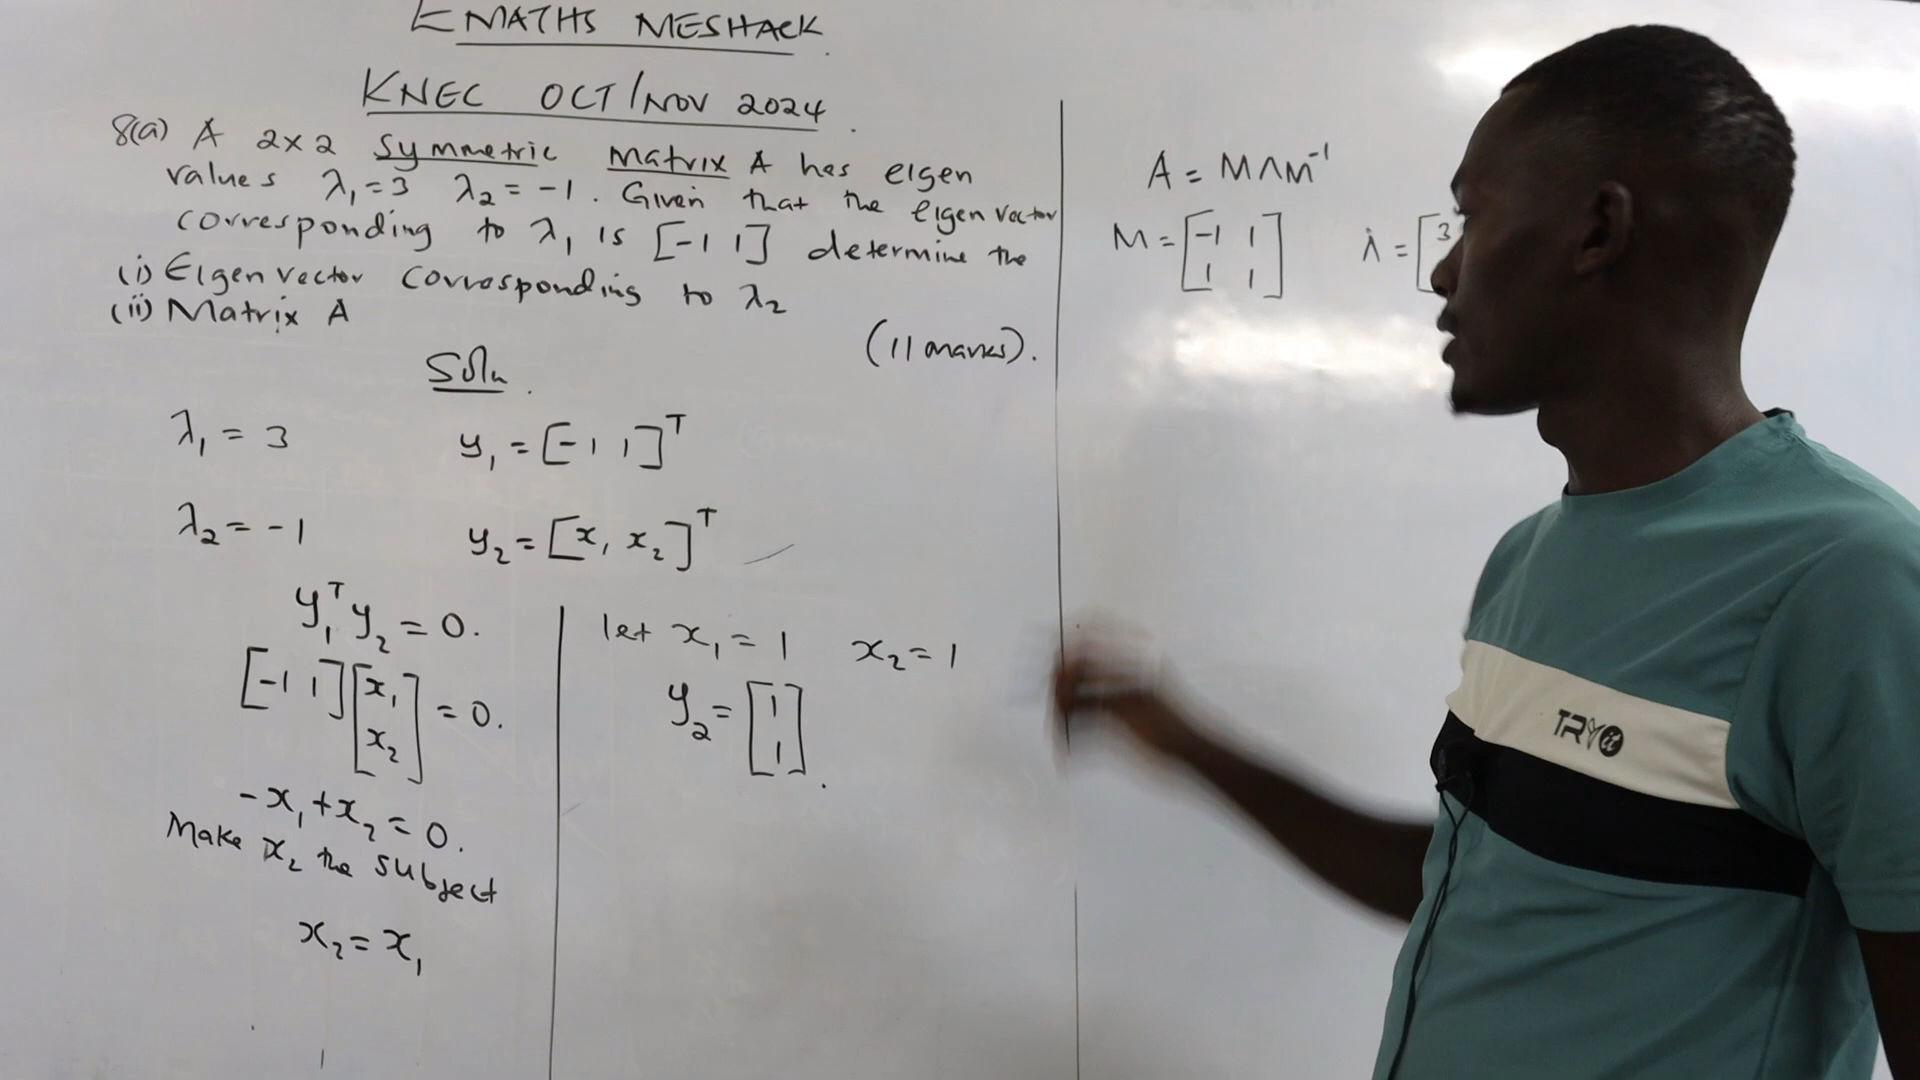 EMATHS MESHACK
KNEC OCT/NOV 2024
8(a) A 2x2 Symmetric Matrix A has eigen
values λ₁=3 λ₂=-1. Given that the eigen vector
corresponding to λ₁ is [-1 1] determine the
(i) Eigen vector corresponding to λ₂
(ii) Matrix A
(11 marks).
Soln.
λ₁ = 3 y₁ = [-1 1]ᵀ
λ₂ = -1 y₂ = [x₁ x₂]ᵀ
y₁ᵀy₂ = 0.
[-1 1][x₁
x₂] = 0.
-x₁+x₂ = 0.
Make x₂ the subject
x₂ = x₁
let x₁ = 1 x₂ = 1
y₂ = [1
1].
A = MΛM⁻¹
M = [-1 1
1 1] λ = [3
TRY it